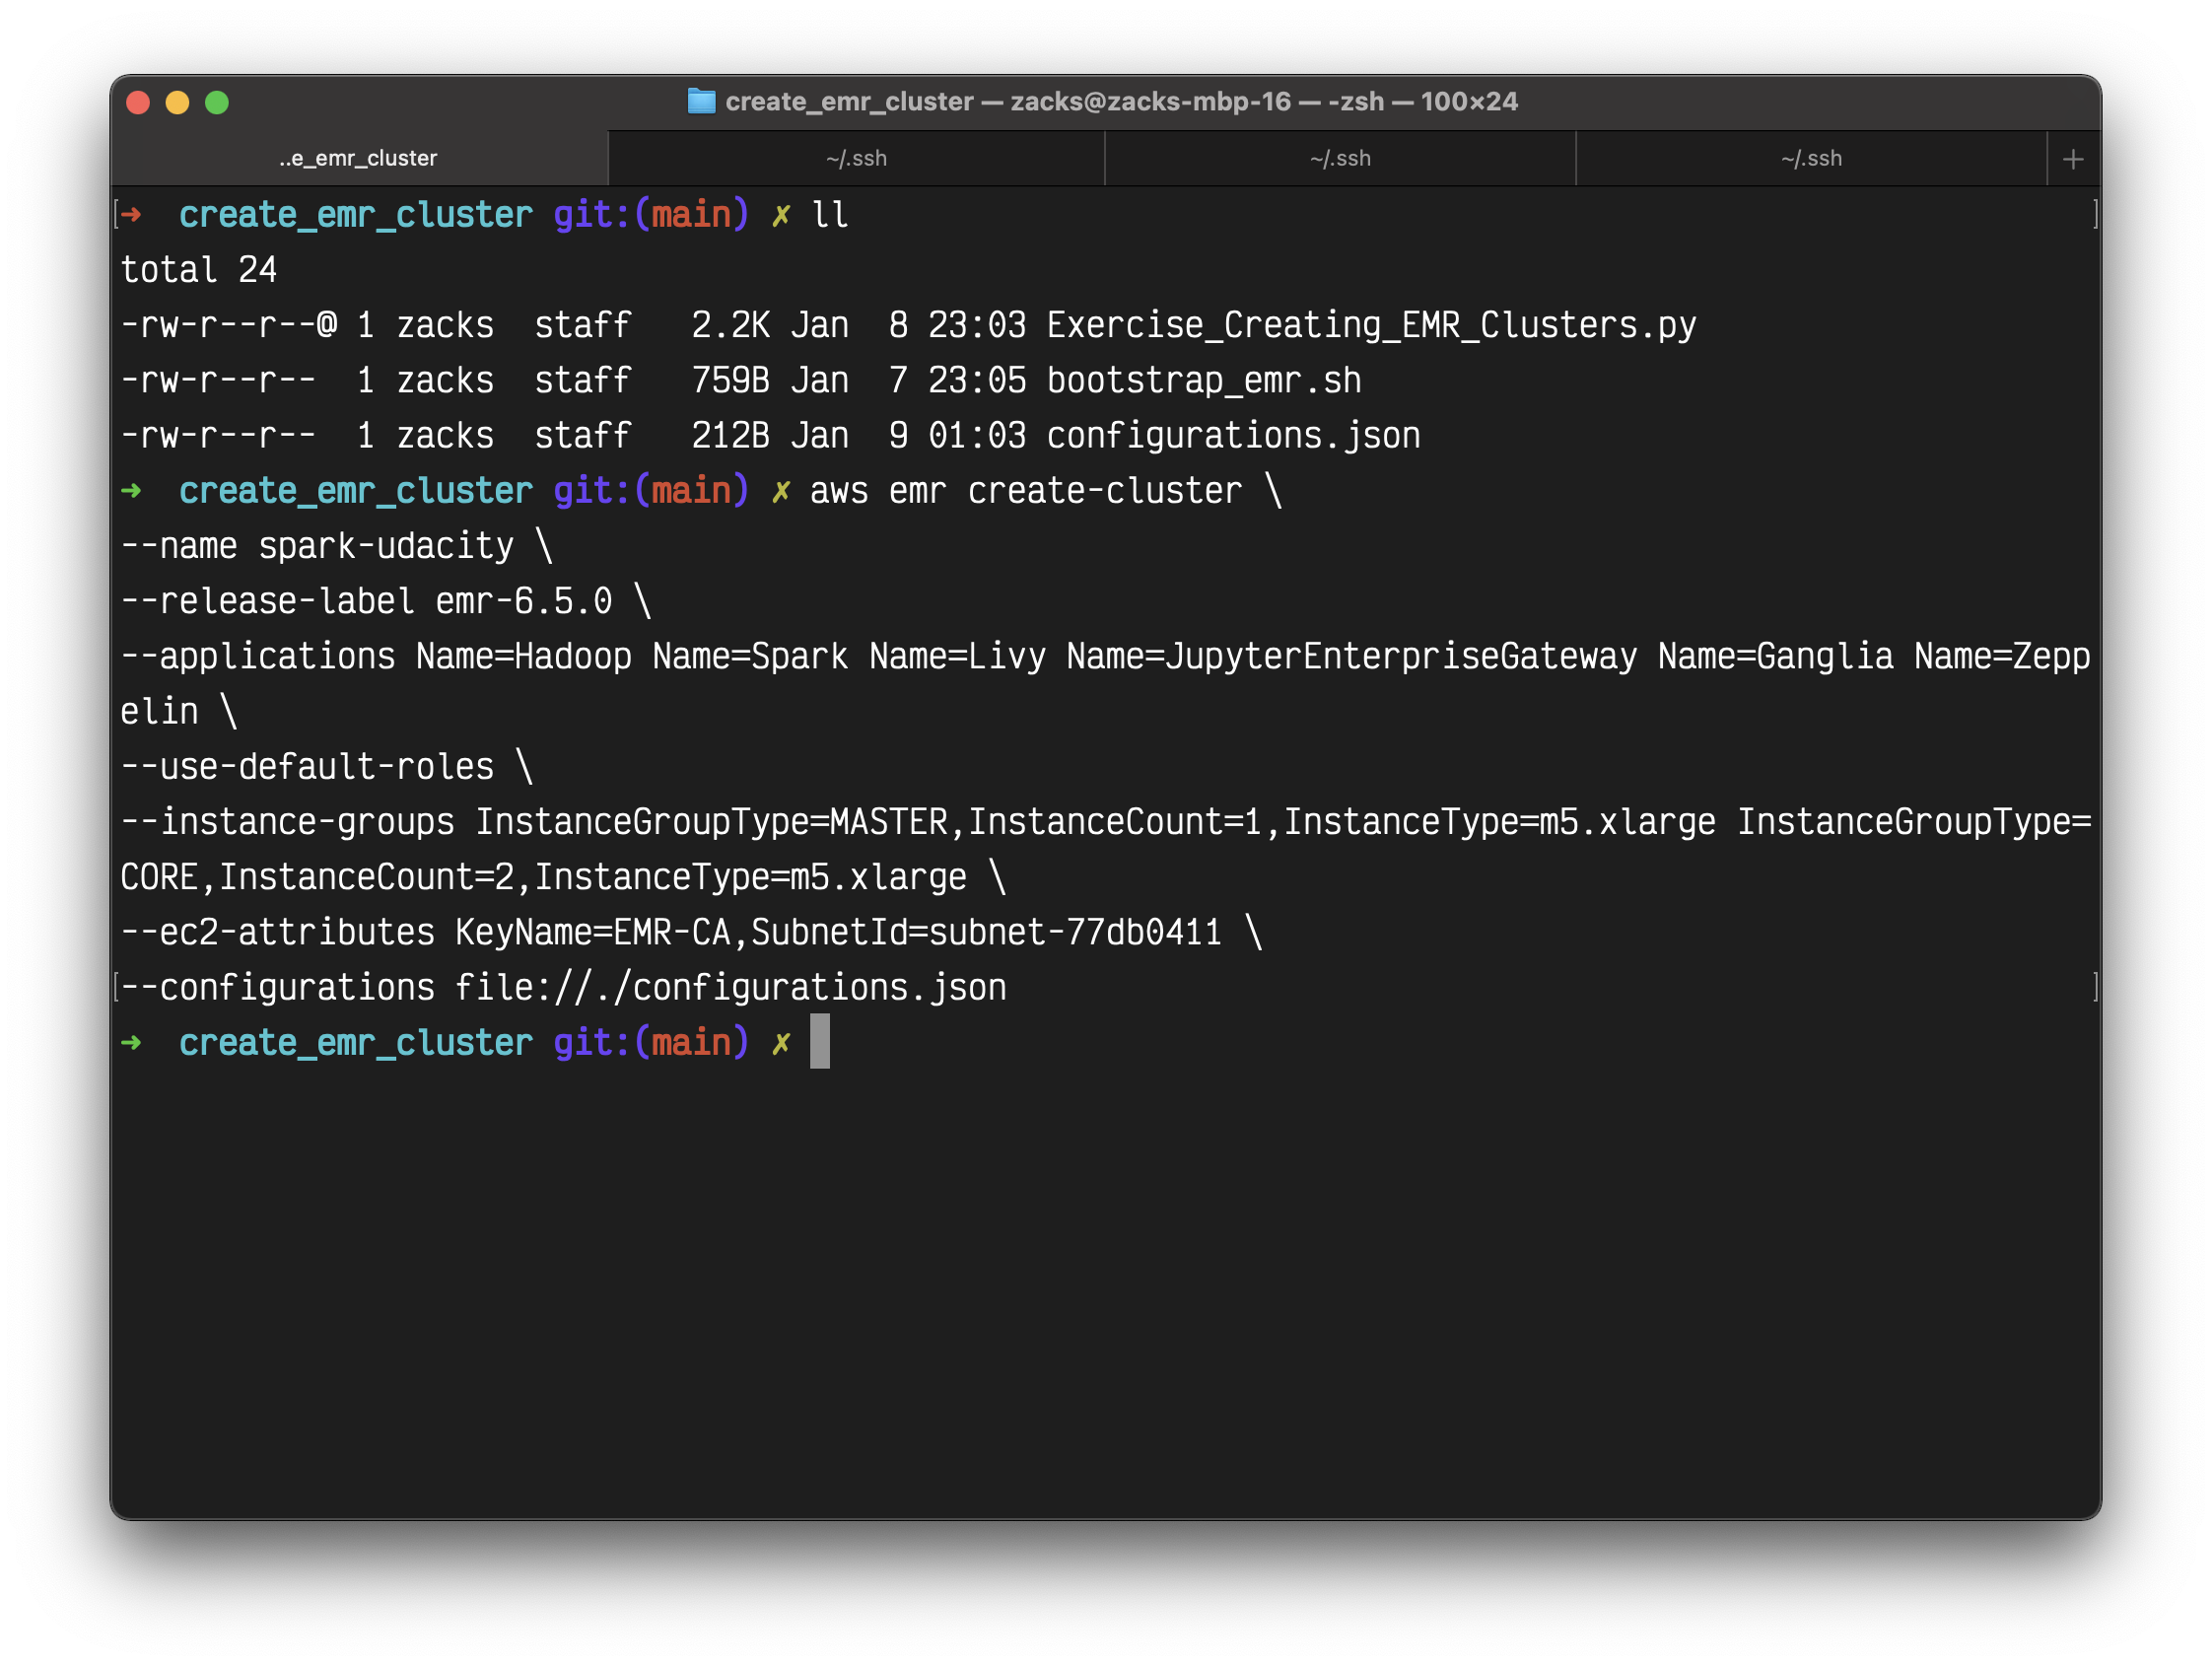 create_emr_cluster — zacks@zacks-mbp-16 — -zsh — 100×24
..e_emr_cluster ~/.ssh ~/.ssh ~/.ssh +
[➜  create_emr_cluster git:(main) ✗ ll ]
total 24
-rw-r--r--@ 1 zacks  staff   2.2K Jan  8 23:03 Exercise_Creating_EMR_Clusters.py
-rw-r--r--  1 zacks  staff   759B Jan  7 23:05 bootstrap_emr.sh
-rw-r--r--  1 zacks  staff   212B Jan  9 01:03 configurations.json
➜  create_emr_cluster git:(main) ✗ aws emr create-cluster \
--name spark-udacity \
--release-label emr-6.5.0 \
--applications Name=Hadoop Name=Spark Name=Livy Name=JupyterEnterpriseGateway Name=Ganglia Name=Zepp
elin \
--use-default-roles \
--instance-groups InstanceGroupType=MASTER,InstanceCount=1,InstanceType=m5.xlarge InstanceGroupType=
CORE,InstanceCount=2,InstanceType=m5.xlarge \
--ec2-attributes KeyName=EMR-CA,SubnetId=subnet-77db0411 \
[--configurations file://./configurations.json ]
➜  create_emr_cluster git:(main) ✗